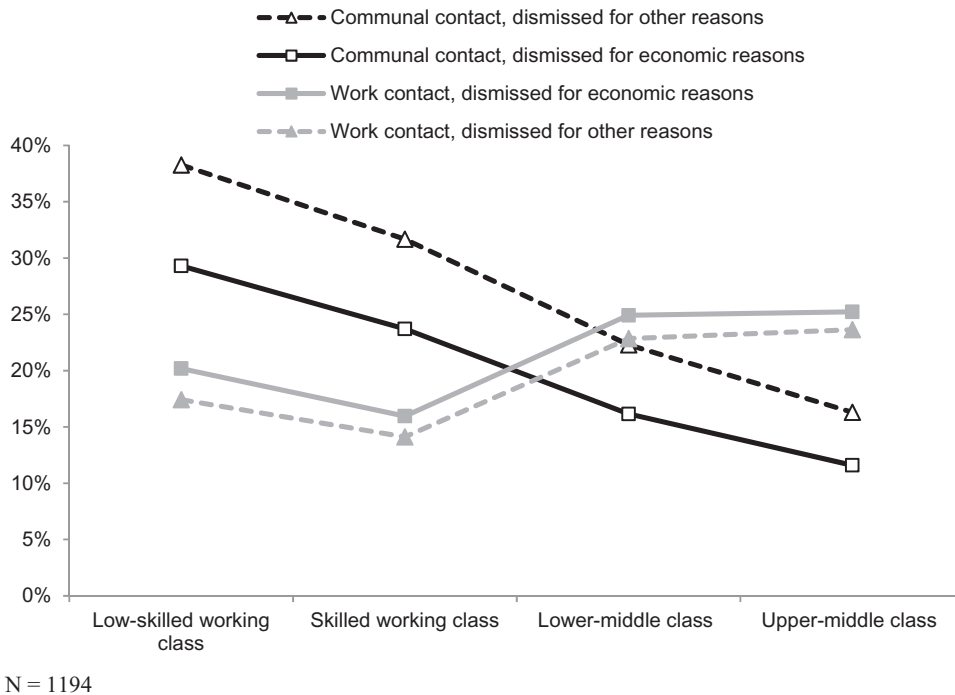 Communal contact, dismissed for other reasons
Communal contact, dismissed for economic reasons
Work contact, dismissed for economic reasons
Work contact, dismissed for other reasons
40%
35%
30%
25%
20%
15%
10%
5%
0%
Low-skilled working
class
Skilled working class
Lower-middle class
Upper-middle class
N = 1194